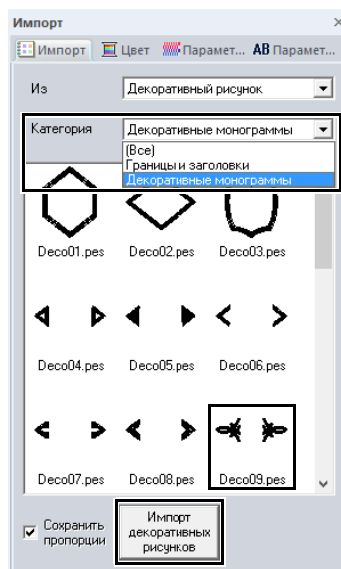 Импорт
Импорт Цвет Парамет... AB Парамет...
Из Декоративный рисунок
Категория Декоративные монограммы
(Все)
Границы и заголовки
Декоративные монограммы
Deco01.pes Deco02.pes Deco03.pes
Deco04.pes Deco05.pes Deco06.pes
Deco07.pes Deco08.pes Deco09.pes
Сохранить пропорции
Импорт
декоративных
рисунков